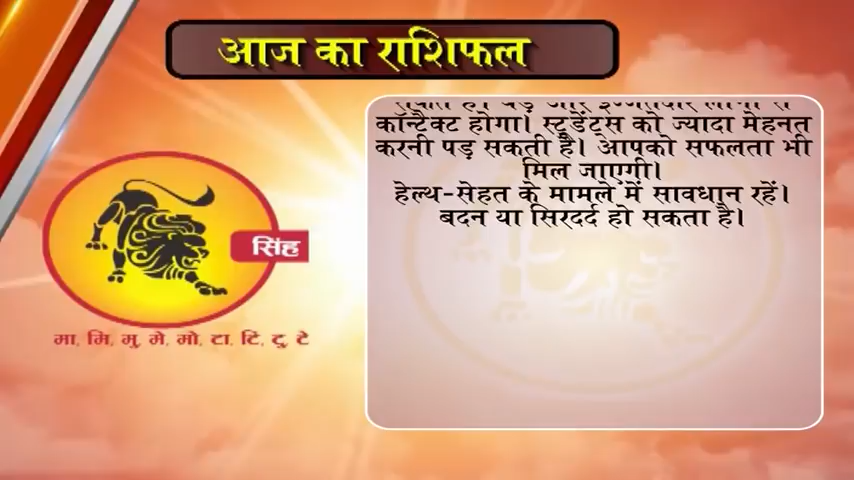 आज का राशिफल
कॉन्टैक्ट होगा। स्टूडेंट्स को ज्यादा मेहनत
करनी पड़ सकती है। आपको सफलता भी
मिल जाएगी।
हेल्थ-सेहत के मामले में सावधान रहें।
बदन या सिरदर्द हो सकता है।
सिंह
मा, मि, मु, मे, मो, टा, टि, टु, टे